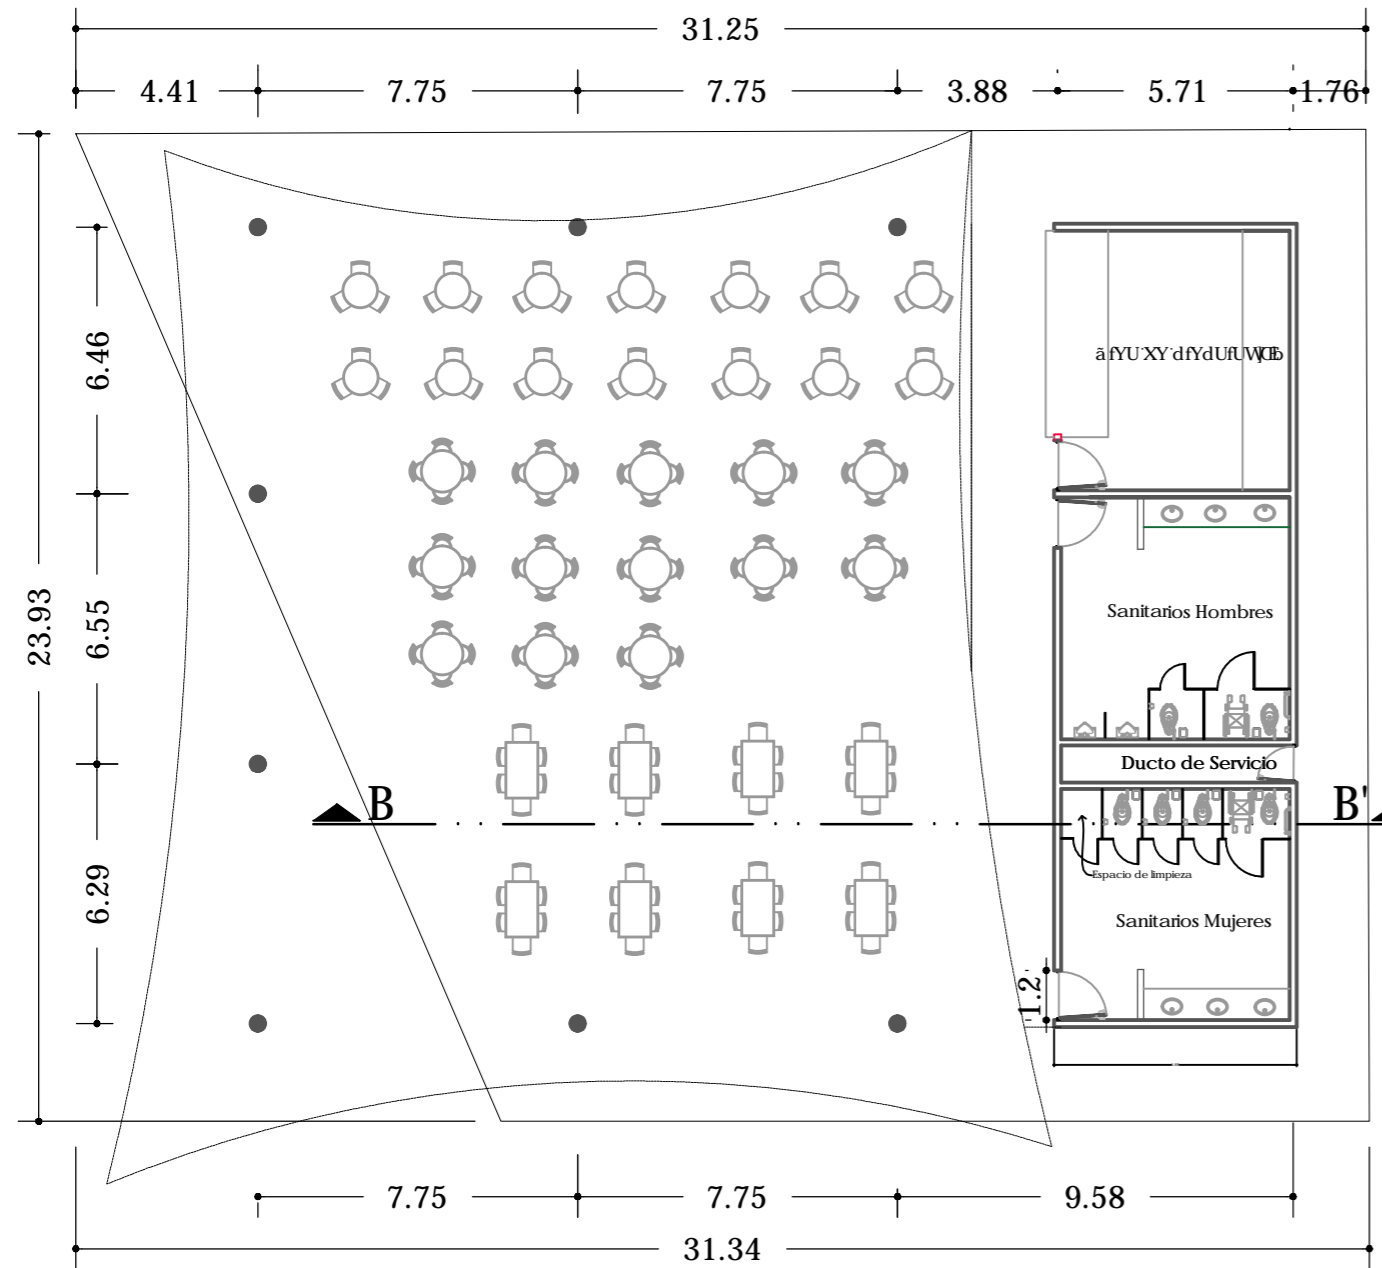 31.25
4.41 7.75 7.75 3.88 5.71 1.76
6.46
23.93
6.55
Sanitarios Hombres
Ducto de Servicio
B B'
Espacio de limpieza
6.29
Sanitarios Mujeres
1.2
7.75 7.75 9.58
31.34